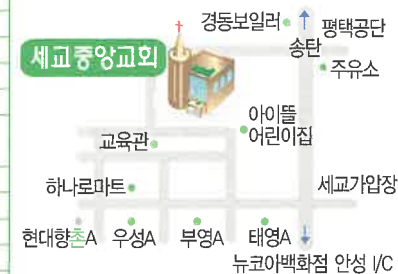 경동보일러
평택공단
송탄
세교중앙교회
주유소
아이뜰
어린이집
교육관
하나로마트
세교가압장
현대향촌A 우성A 부영A 태영A
뉴코아백화점 안성 I/C